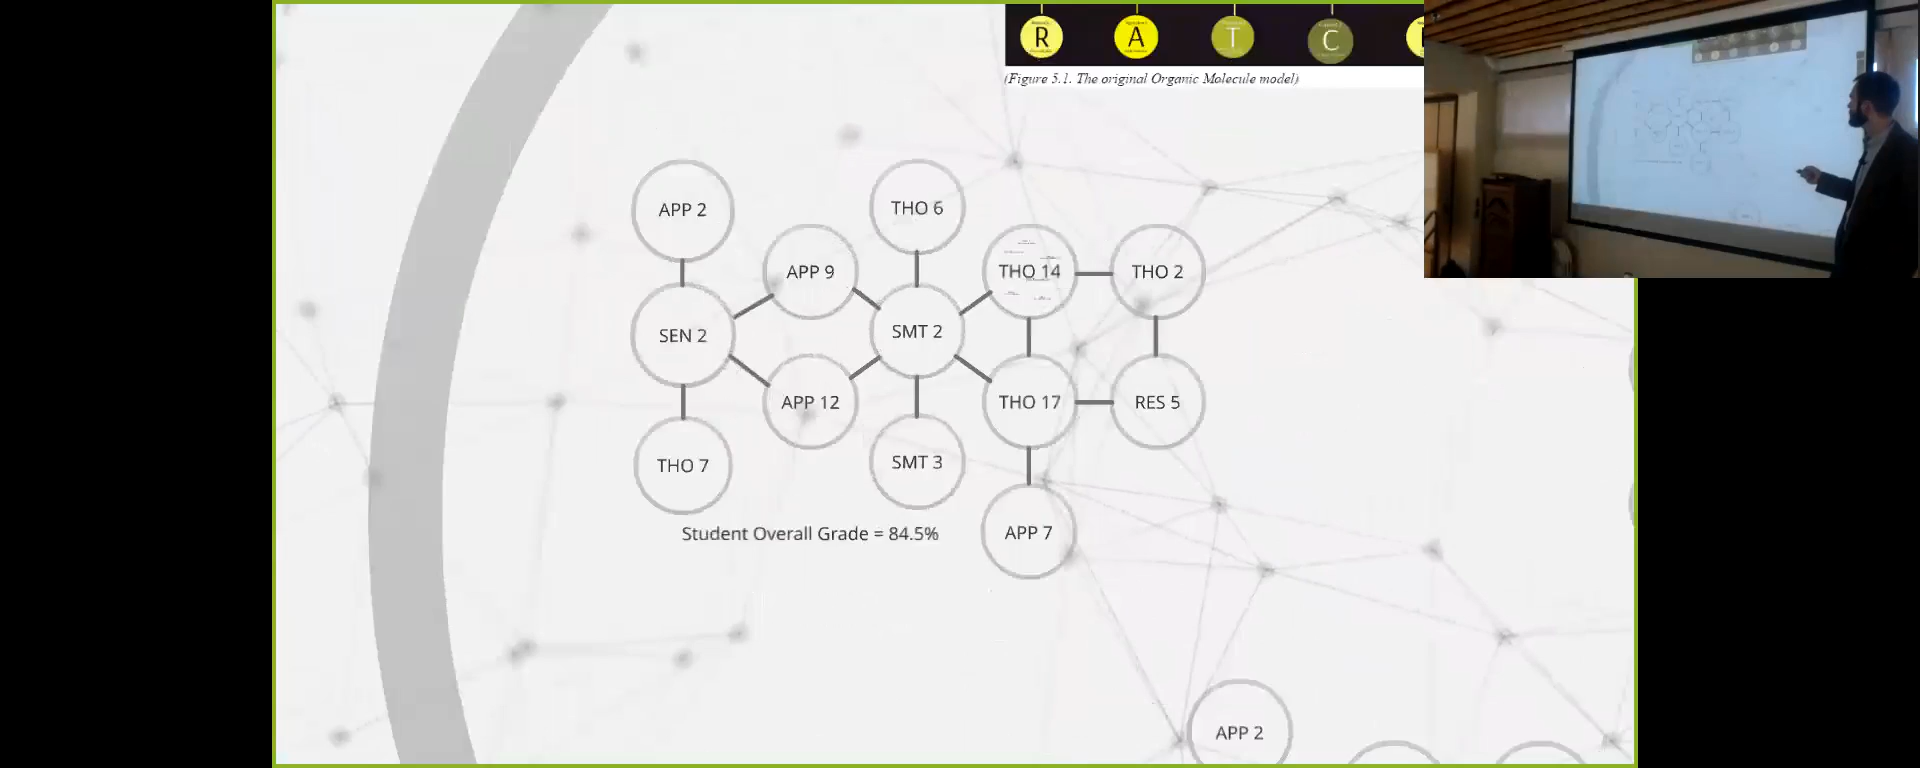 R A T C
(Figure 5.1. The original Organic Molecule model)
APP 2
THO 6
APP 9
THO 14
THO 2
SEN 2
SMT 2
APP 12
THO 17
RES 5
THO 7
SMT 3
Student Overall Grade = 84.5%
APP 7
APP 2